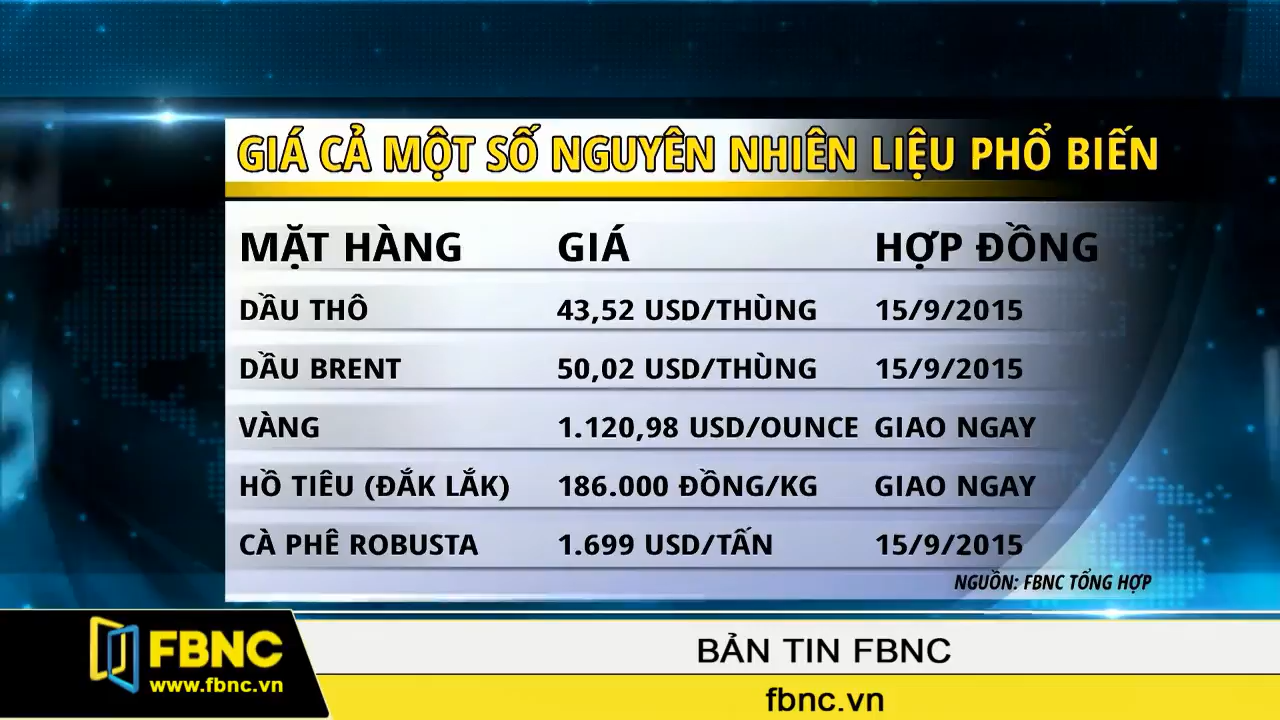 GIÁ CẢ MỘT SỐ NGUYÊN NHIÊN LIỆU PHỔ BIẾN
MẶT HÀNG GIÁ HỢP ĐỒNG
DẦU THÔ 43,52 USD/THÙNG 15/9/2015
DẦU BRENT 50,02 USD/THÙNG 15/9/2015
VÀNG 1.120,98 USD/OUNCE GIAO NGAY
HỒ TIÊU (ĐẮK LẮK) 186.000 ĐỒNG/KG GIAO NGAY
CÀ PHÊ ROBUSTA 1.699 USD/TẤN 15/9/2015
NGUỒN: FBNC TỔNG HỢP
FBNC
www.fbnc.vn
BẢN TIN FBNC
fbnc.vn